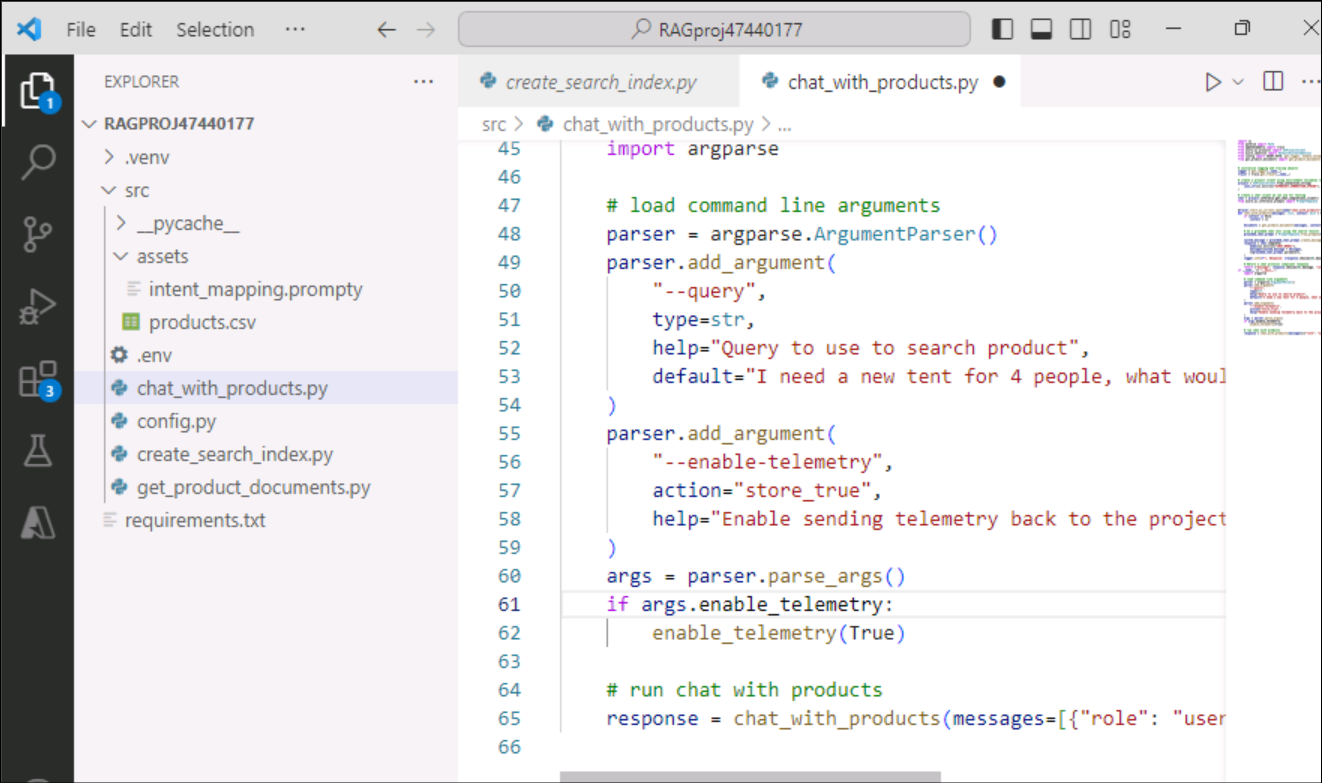 File Edit Selection ··· RAGproj47440177
EXPLORER ···
RAGPROJ47440177
.venv
src
__pycache__
assets
intent_mapping.prompty
products.csv
.env
chat_with_products.py
config.py
create_search_index.py
get_product_documents.py
requirements.txt
1
3
create_search_index.py chat_with_products.py
src > chat_with_products.py > ...
45 import argparse
46
47 # load command line arguments
48 parser = argparse.ArgumentParser()
49 parser.add_argument(
50 "--query",
51 type=str,
52 help="Query to use to search product",
53 default="I need a new tent for 4 people, what woul
54 )
55 parser.add_argument(
56 "--enable-telemetry",
57 action="store_true",
58 help="Enable sending telemetry back to the project
59 )
60 args = parser.parse_args()
61 if args.enable_telemetry:
62 enable_telemetry(True)
63
64 # run chat with products
65 response = chat_with_products(messages=[{"role": "user
66